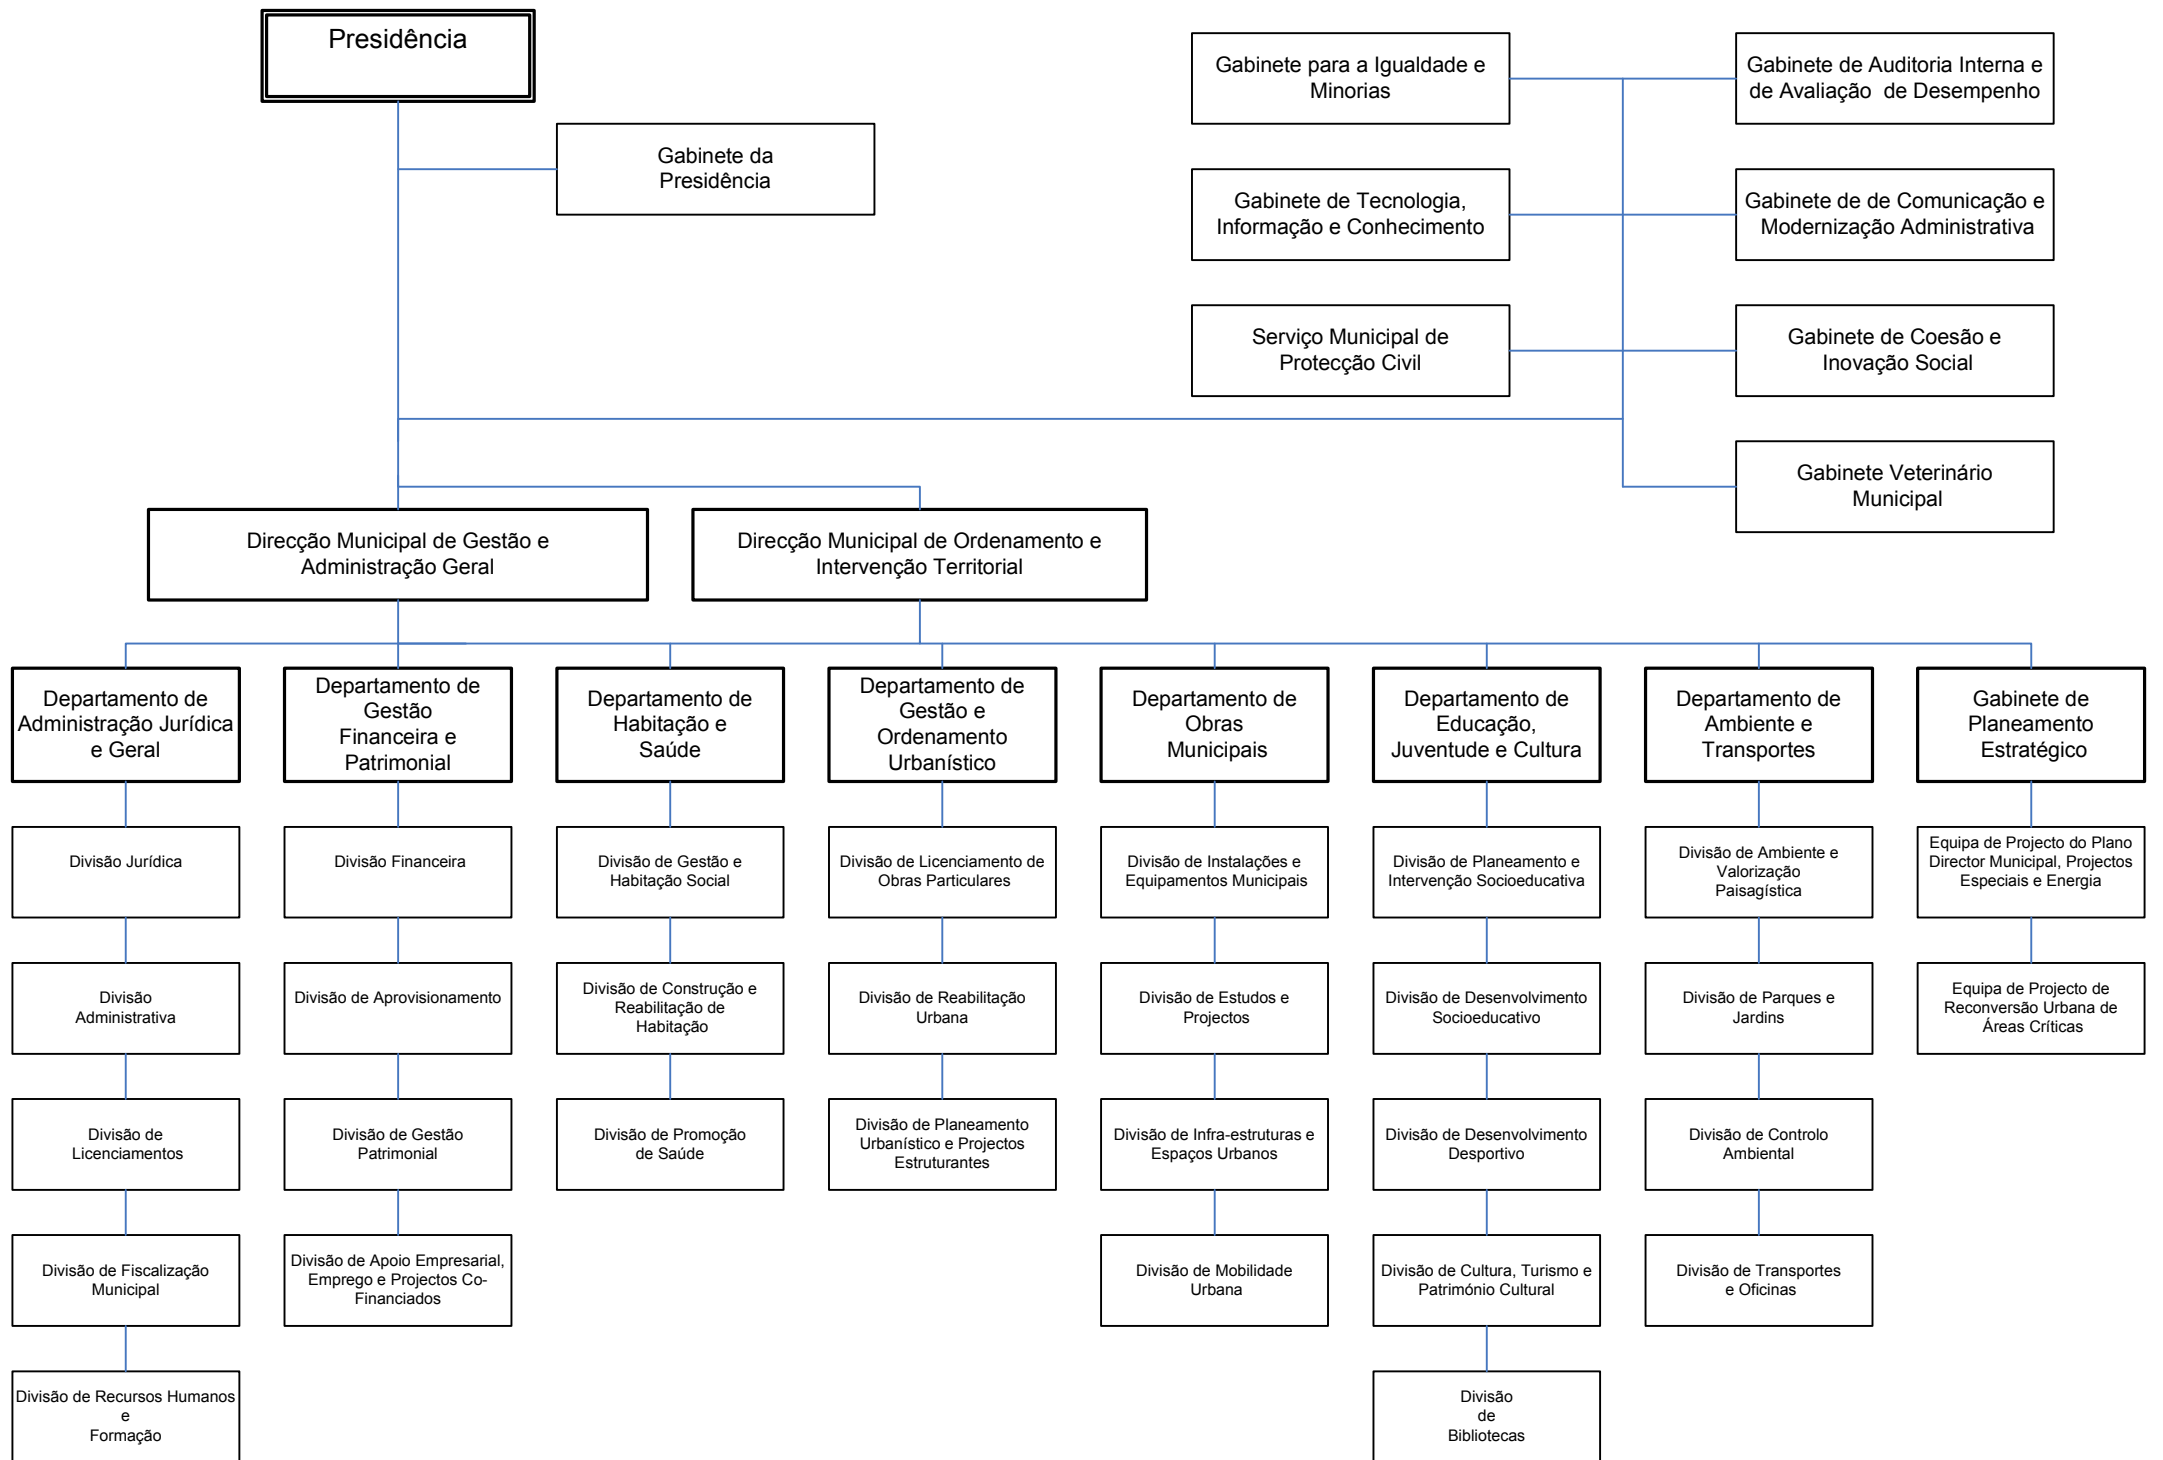 Presidência
Gabinete da
Presidência
Gabinete para a Igualdade e
Minorias
Gabinete de Auditoria Interna e
de Avaliação  de Desempenho
Gabinete de Tecnologia,
Informação e Conhecimento
Gabinete de de Comunicação e
Modernização Administrativa
Serviço Municipal de
Protecção Civil
Gabinete de Coesão e
Inovação Social
Gabinete Veterinário
Municipal
Direcção Municipal de Gestão e
Administração Geral
Direcção Municipal de Ordenamento e
Intervenção Territorial
Departamento de
Administração Jurídica
e Geral
Departamento de
Gestão
Financeira e
Patrimonial
Departamento de
Habitação e
Saúde
Departamento de
Gestão e
Ordenamento
Urbanístico
Departamento de
Obras
Municipais
Departamento de
Educação,
Juventude e Cultura
Departamento de
Ambiente e
Transportes
Gabinete de
Planeamento
Estratégico
Divisão Jurídica
Divisão Financeira
Divisão de Gestão e
Habitação Social
Divisão de Licenciamento de
Obras Particulares
Divisão de Instalações e
Equipamentos Municipais
Divisão de Planeamento e
Intervenção Socioeducativa
Divisão de Ambiente e
Valorização
Paisagística
Equipa de Projecto do Plano
Director Municipal, Projectos
Especiais e Energia
Divisão
Administrativa
Divisão de Aprovisionamento
Divisão de Construção e
Reabilitação de
Habitação
Divisão de Reabilitação
Urbana
Divisão de Estudos e
Projectos
Divisão de Desenvolvimento
Socioeducativo
Divisão de Parques e
Jardins
Equipa de Projecto de
Reconversão Urbana de
Áreas Críticas
Divisão de
Licenciamentos
Divisão de Gestão
Patrimonial
Divisão de Promoção
de Saúde
Divisão de Planeamento
Urbanístico e Projectos
Estruturantes
Divisão de Infra-estruturas e
Espaços Urbanos
Divisão de Desenvolvimento
Desportivo
Divisão de Controlo
Ambiental
Divisão de Fiscalização
Municipal
Divisão de Apoio Empresarial,
Emprego e Projectos Co-
Financiados
Divisão de Mobilidade
Urbana
Divisão de Cultura, Turismo e
Património Cultural
Divisão de Transportes
e Oficinas
Divisão de Recursos Humanos
e
Formação
Divisão
de
Bibliotecas